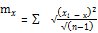 mₓ = Σ √(xᵢ - x)² / √(n-1)